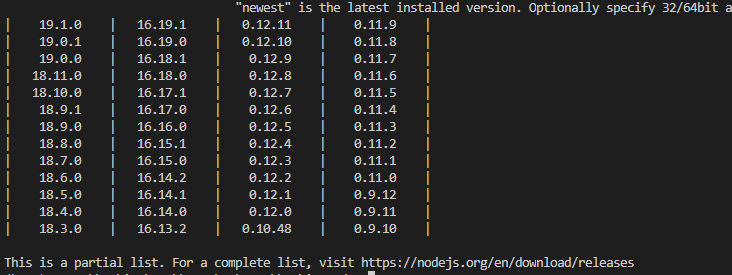 "newest" is the latest installed version. Optionally specify 32/64bit a
| 19.1.0 | 16.19.1 | 0.12.11 | 0.11.9 |
| 19.0.1 | 16.19.0 | 0.12.10 | 0.11.8 |
| 19.0.0 | 16.18.1 | 0.12.9 | 0.11.7 |
| 18.11.0 | 16.18.0 | 0.12.8 | 0.11.6 |
| 18.10.0 | 16.17.1 | 0.12.7 | 0.11.5 |
| 18.9.1 | 16.17.0 | 0.12.6 | 0.11.4 |
| 18.9.0 | 16.16.0 | 0.12.5 | 0.11.3 |
| 18.8.0 | 16.15.1 | 0.12.4 | 0.11.2 |
| 18.7.0 | 16.15.0 | 0.12.3 | 0.11.1 |
| 18.6.0 | 16.14.2 | 0.12.2 | 0.11.0 |
| 18.5.0 | 16.14.1 | 0.12.1 | 0.9.12 |
| 18.4.0 | 16.14.0 | 0.12.0 | 0.9.11 |
| 18.3.0 | 16.13.2 | 0.10.48 | 0.9.10 |
This is a partial list. For a complete list, visit https://nodejs.org/en/download/releases